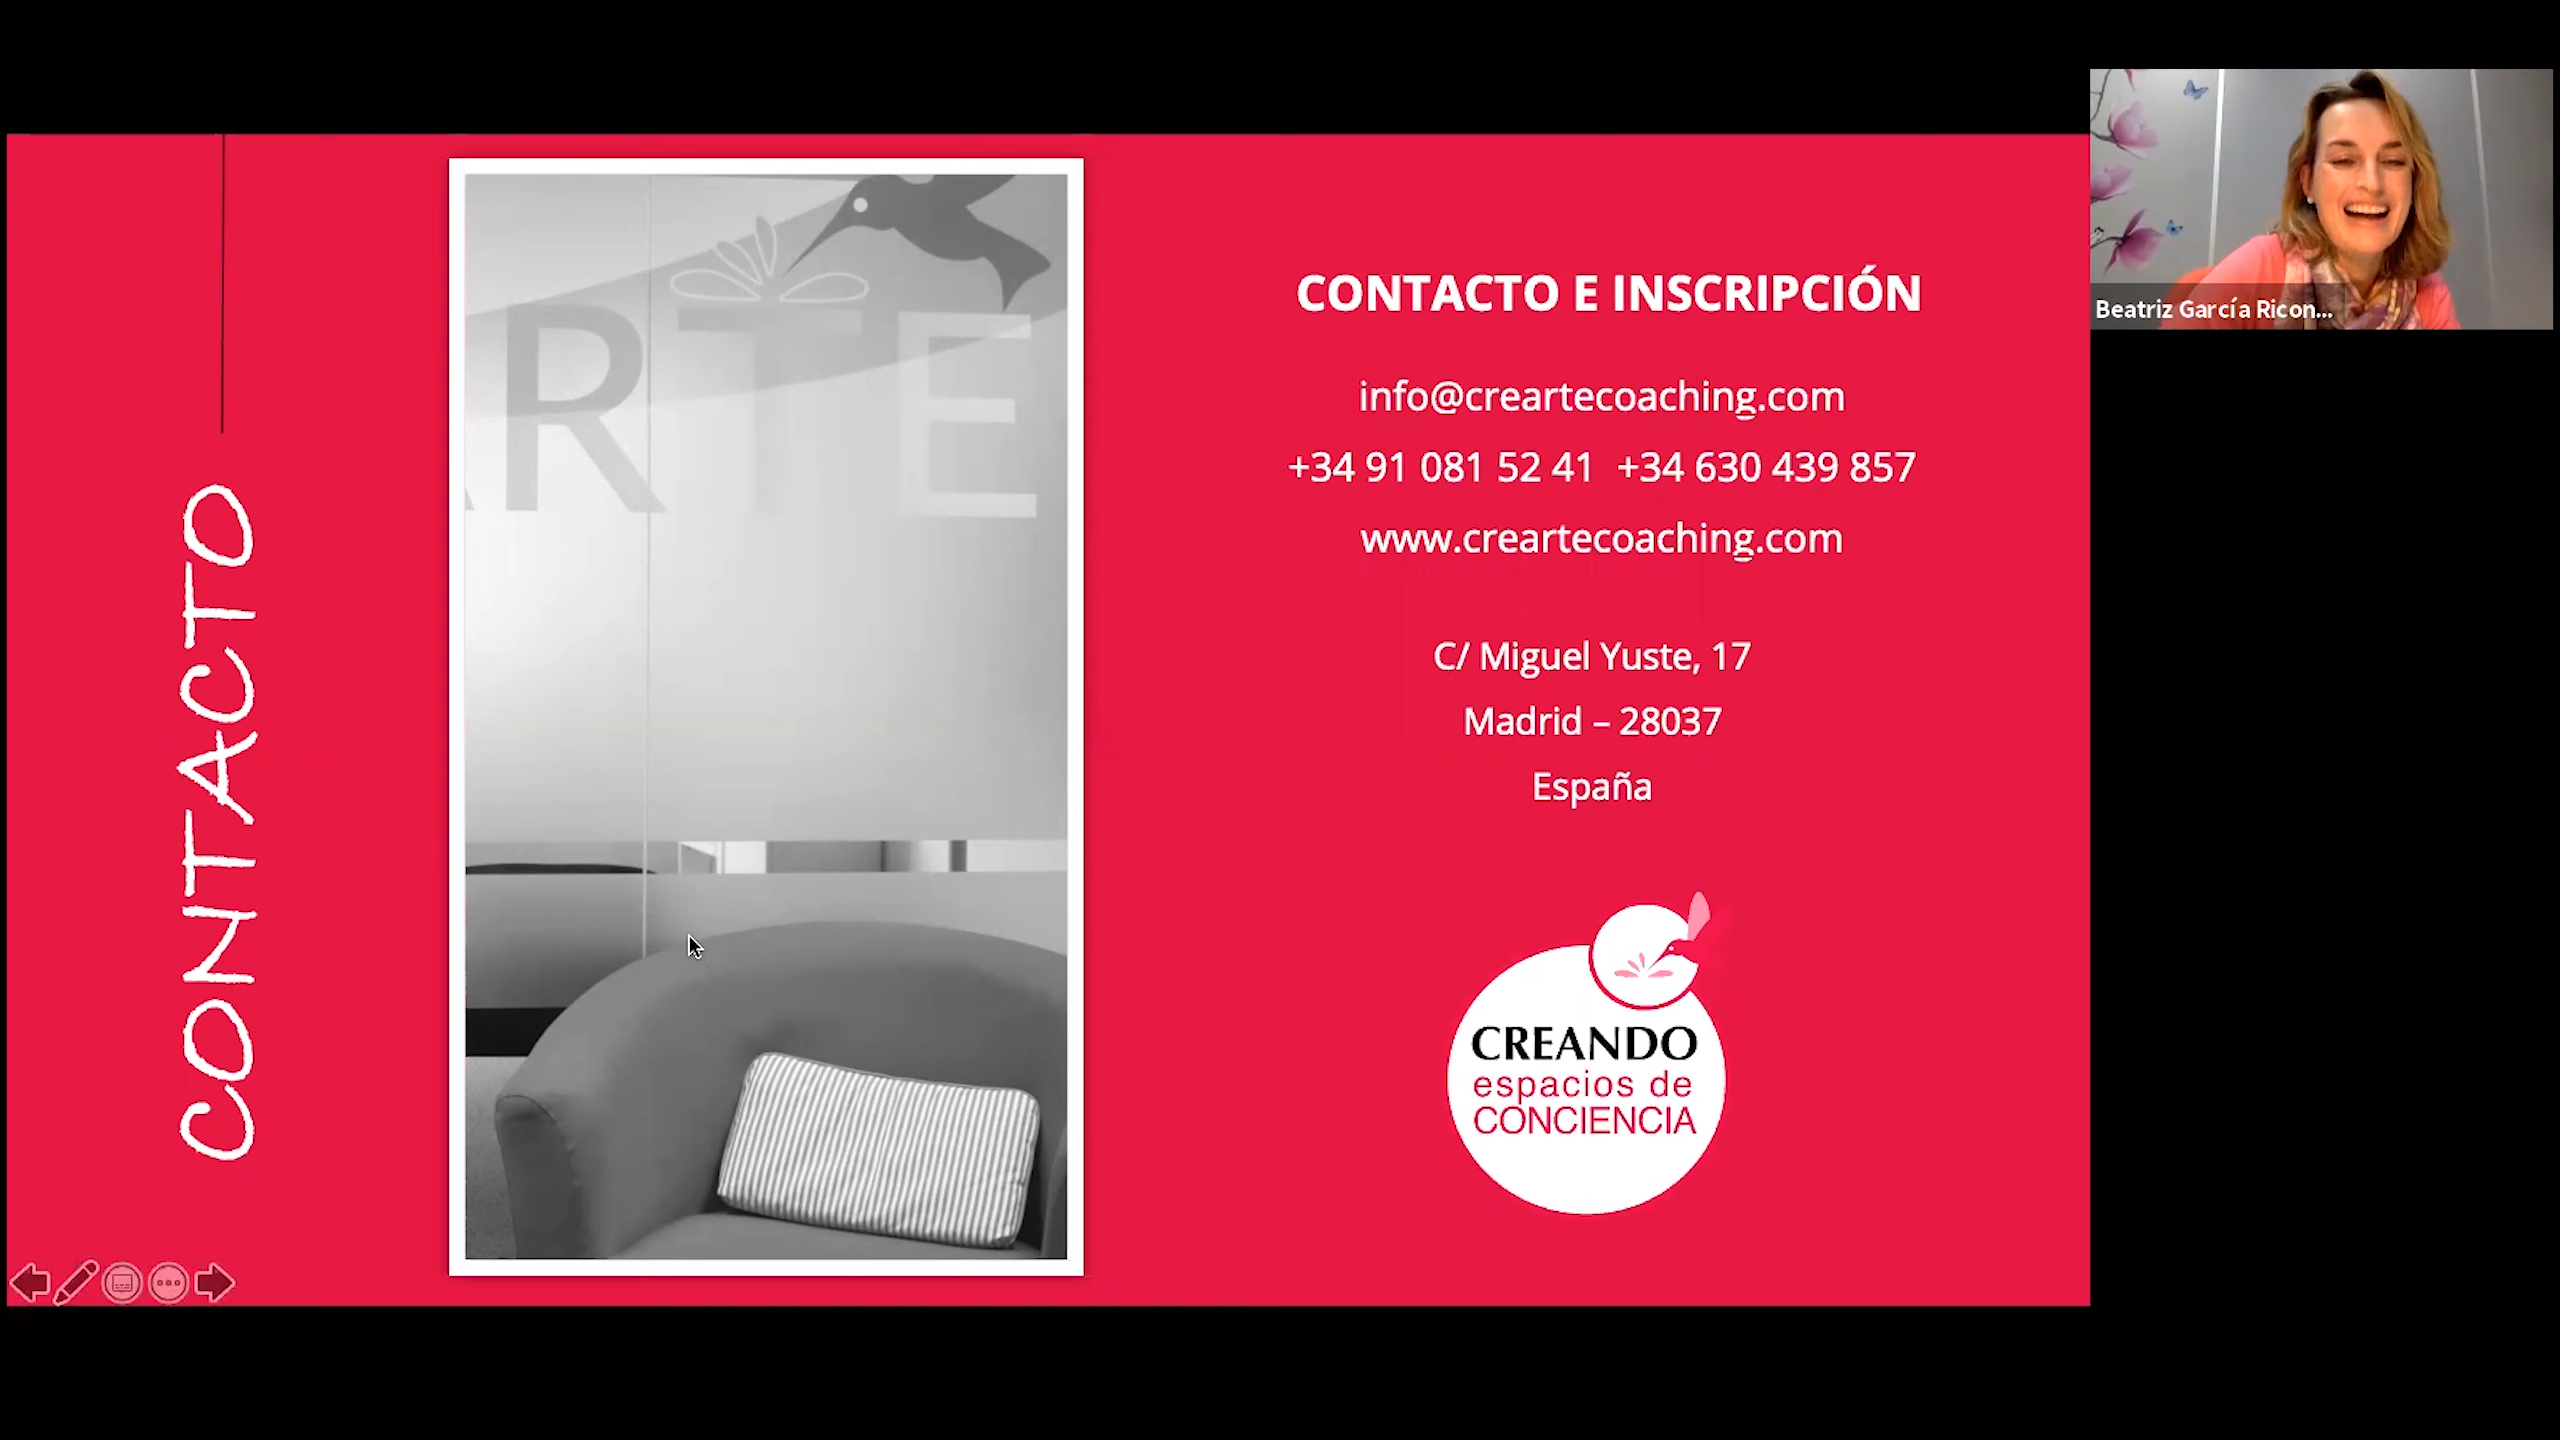 CONTACTO
ARTE
CONTACTO E INSCRIPCIÓN
info@creartecoaching.com
+34 91 081 52 41 +34 630 439 857
www.creartecoaching.com
C/ Miguel Yuste, 17
Madrid – 28037
España
CREANDO
espacios de
CONCIENCIA
Beatriz García Ricon...